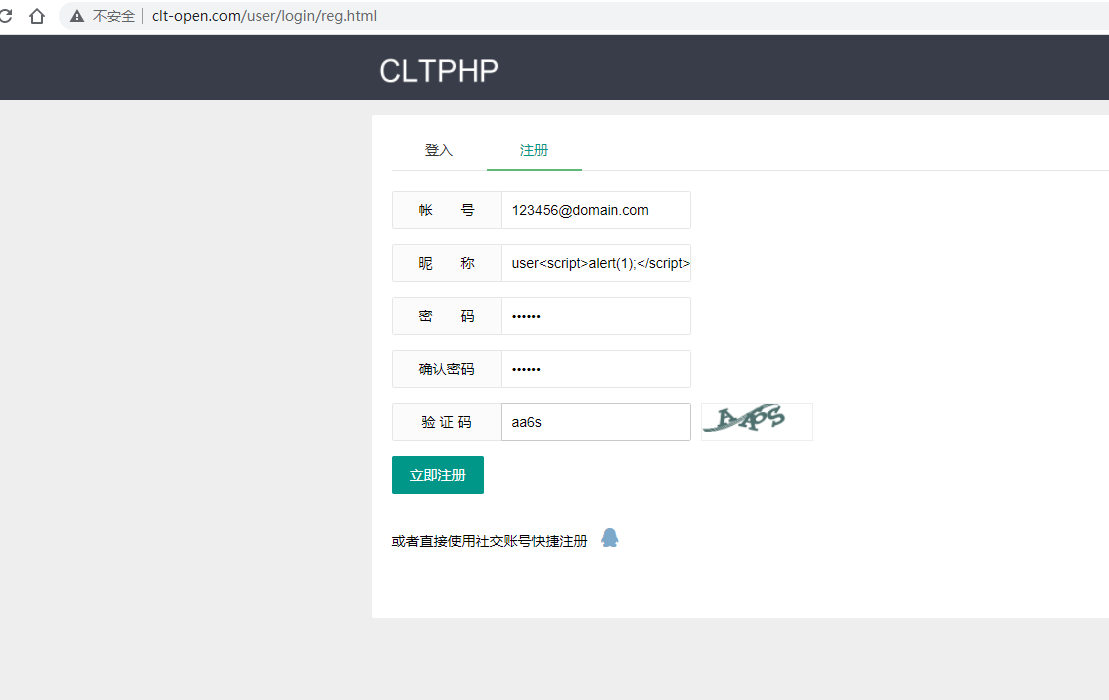 不安全 clt-open.com/user/login/reg.html
CLTPHP
登入 注册
帐 号 123456@domain.com
昵 称 user<script>alert(1);</script>
密 码 ••••••
确认密码 ••••••
验 证 码 aa6s AA6S
立即注册
或者直接使用社交账号快捷注册